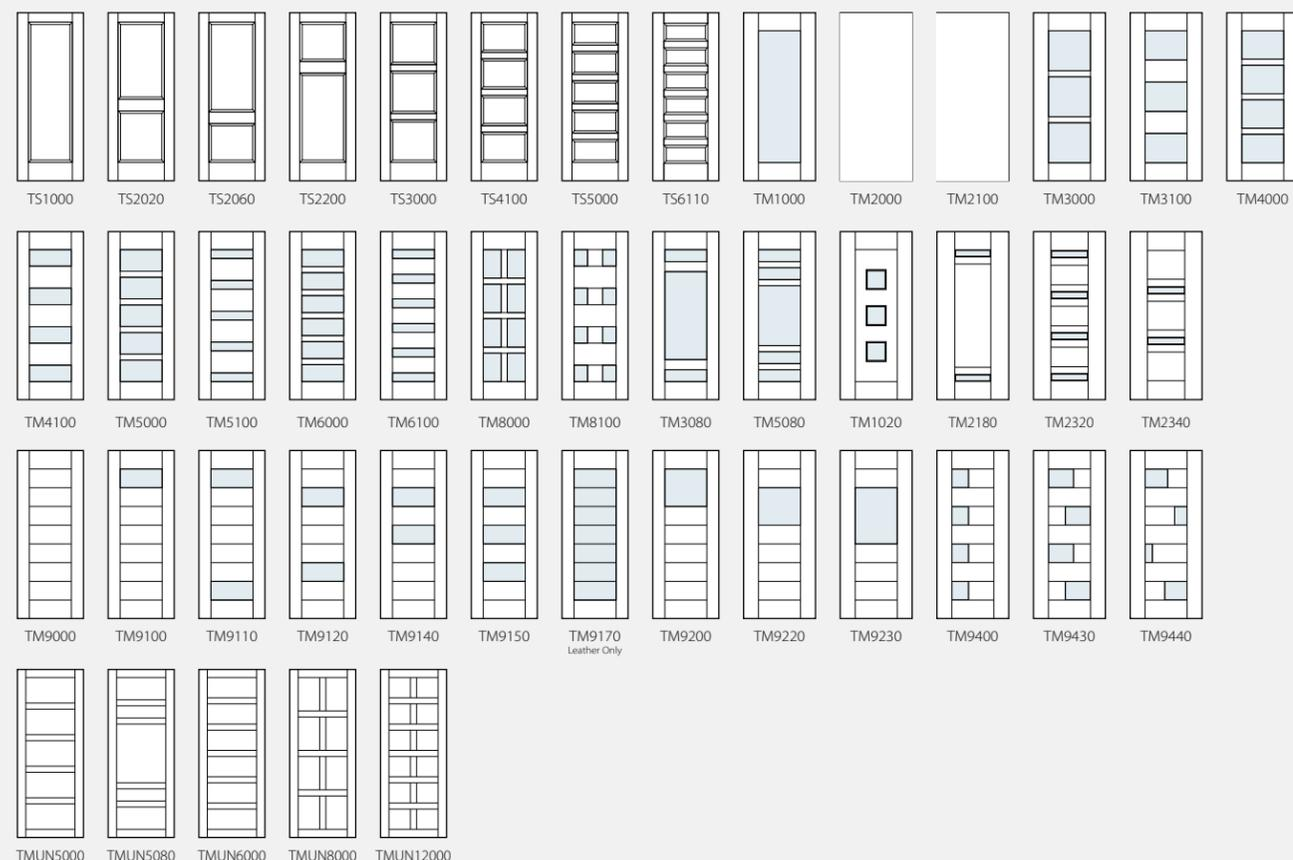 TS1000 TS2020 TS2060 TS2200 TS3000 TS4100 TS5000 TS6110 TM1000 TM2000 TM2100 TM3000 TM3100 TM4000
TM4100 TM5000 TM5100 TM6000 TM6100 TM8000 TM8100 TM3080 TM5080 TM1020 TM2180 TM2320 TM2340
TM9000 TM9100 TM9110 TM9120 TM9140 TM9150 TM9170 TM9200 TM9220 TM9230 TM9400 TM9430 TM9440
Leather Only
TMUN5000 TMUN5080 TMUN6000 TMUN8000 TMUN12000